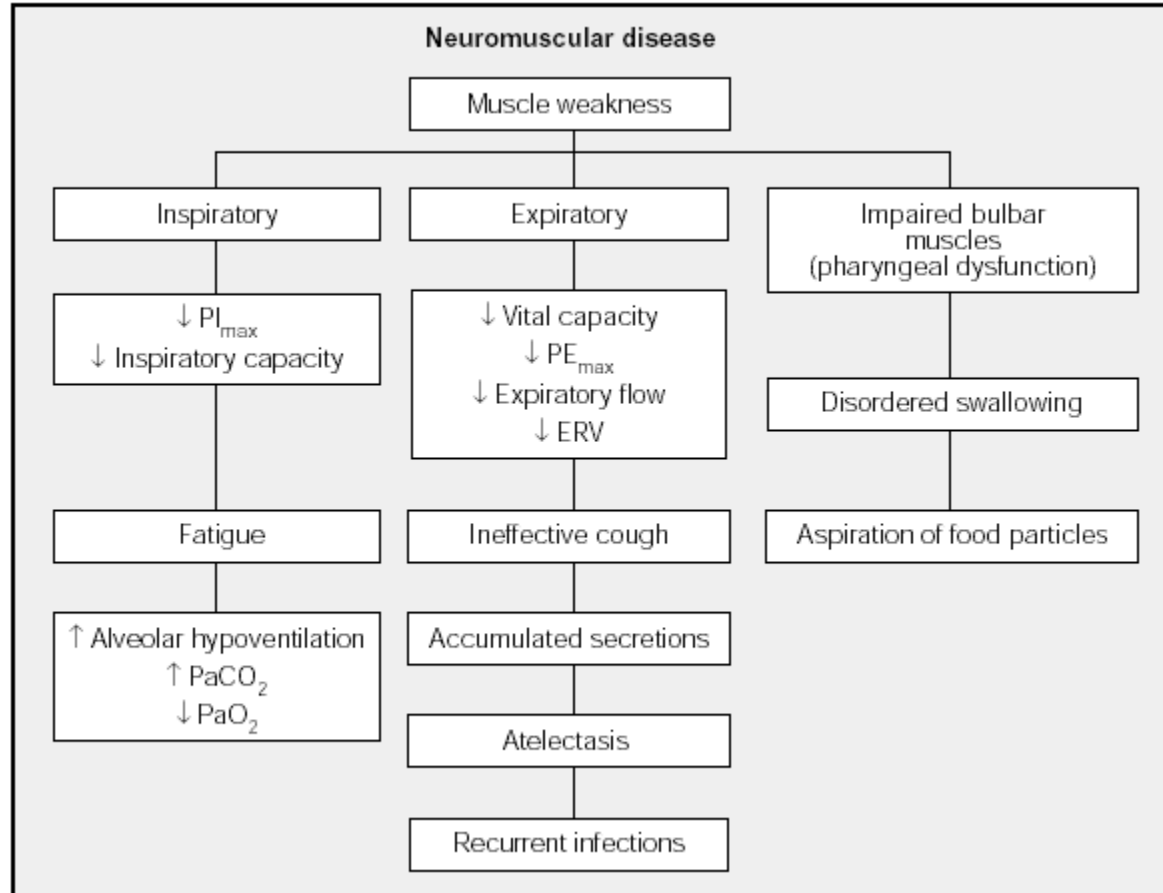 Neuromuscular disease
Muscle weakness
Inspiratory
Expiratory
Impaired bulbar
muscles
(pharyngeal dysfunction)
↓ PImax
↓ Inspiratory capacity
↓ Vital capacity
↓ PEmax
↓ Expiratory flow
↓ ERV
Disordered swallowing
Fatigue
Ineffective cough
Aspiration of food particles
↑ Alveolar hypoventilation
↑ PaCO2
↓ PaO2
Accumulated secretions
Atelectasis
Recurrent infections